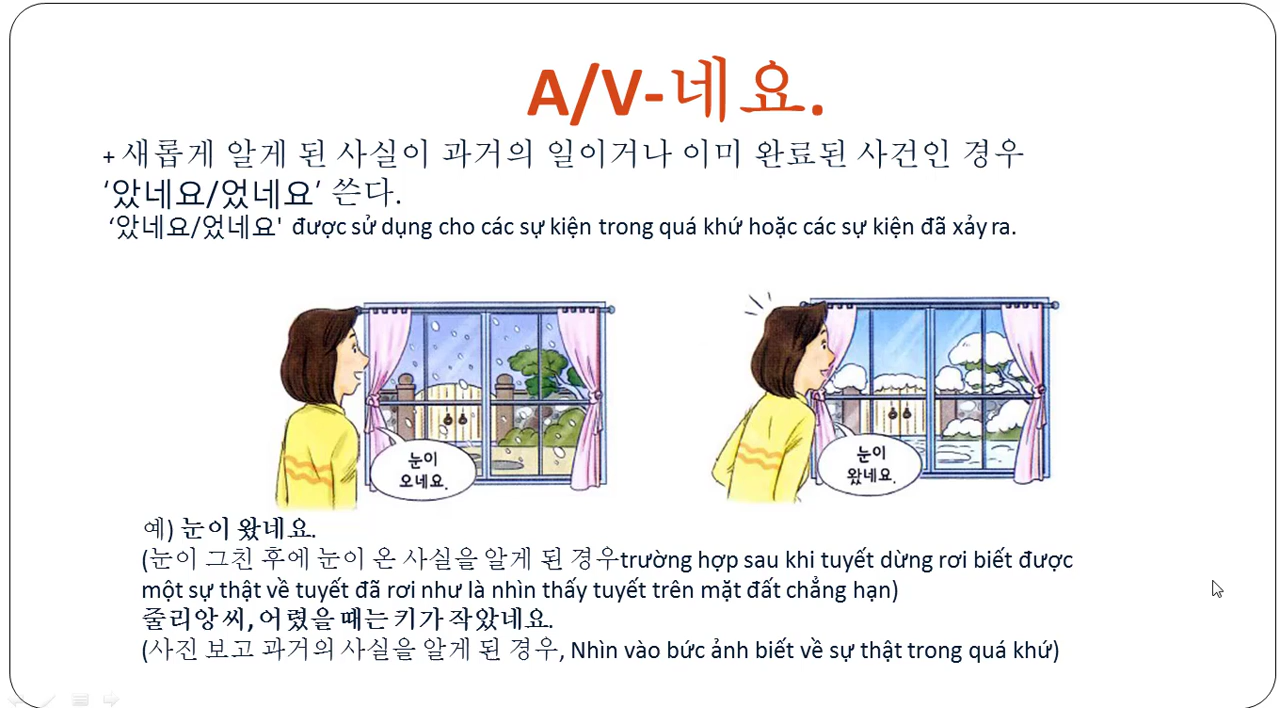 A/V-네요.
+ 새롭게 알게 된 사실이 과거의 일이거나 이미 완료된 사건인 경우
‘았네요/었네요’ 쓴다.
‘았네요/었네요' được sử dụng cho các sự kiện trong quá khứ hoặc các sự kiện đã xảy ra.
눈이
오네요.
눈이
왔네요.
예) 눈이 왔네요.
(눈이 그친 후에 눈이 온 사실을 알게 된 경우trường hợp sau khi tuyết dừng rơi biết được
một sự thật về tuyết đã rơi như là nhìn thấy tuyết trên mặt đất chẳng hạn)
줄리앙씨, 어렸을 때는 키가 작았네요.
(사진 보고 과거의 사실을 알게 된 경우, Nhìn vào bức ảnh biết về sự thật trong quá khứ)